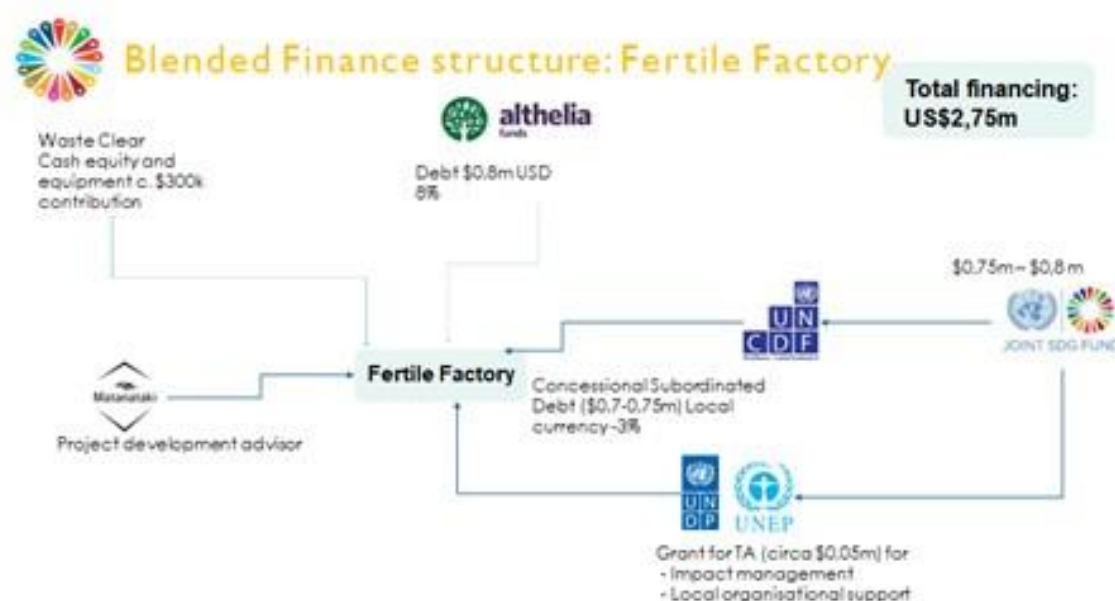 Blended Finance structure: Fertile Factory
Total financing:
US$2,75m
althelia
funds
Waste Clear
Cash equity and
equipment c. $300k
contribution
Debt $0.8m USD
8%
$0.75m – $0,8 m
UN
CDF
JOINT SDG FUND
Fertile Factory
Matanataki
Project development advisor
Concessional Subordinated
Debt ($0.7-0.75m) Local
currency -3%
UN
DP
UNEP
Grant for TA (circa $0.05m) for
- Impact management
- Local organisational support